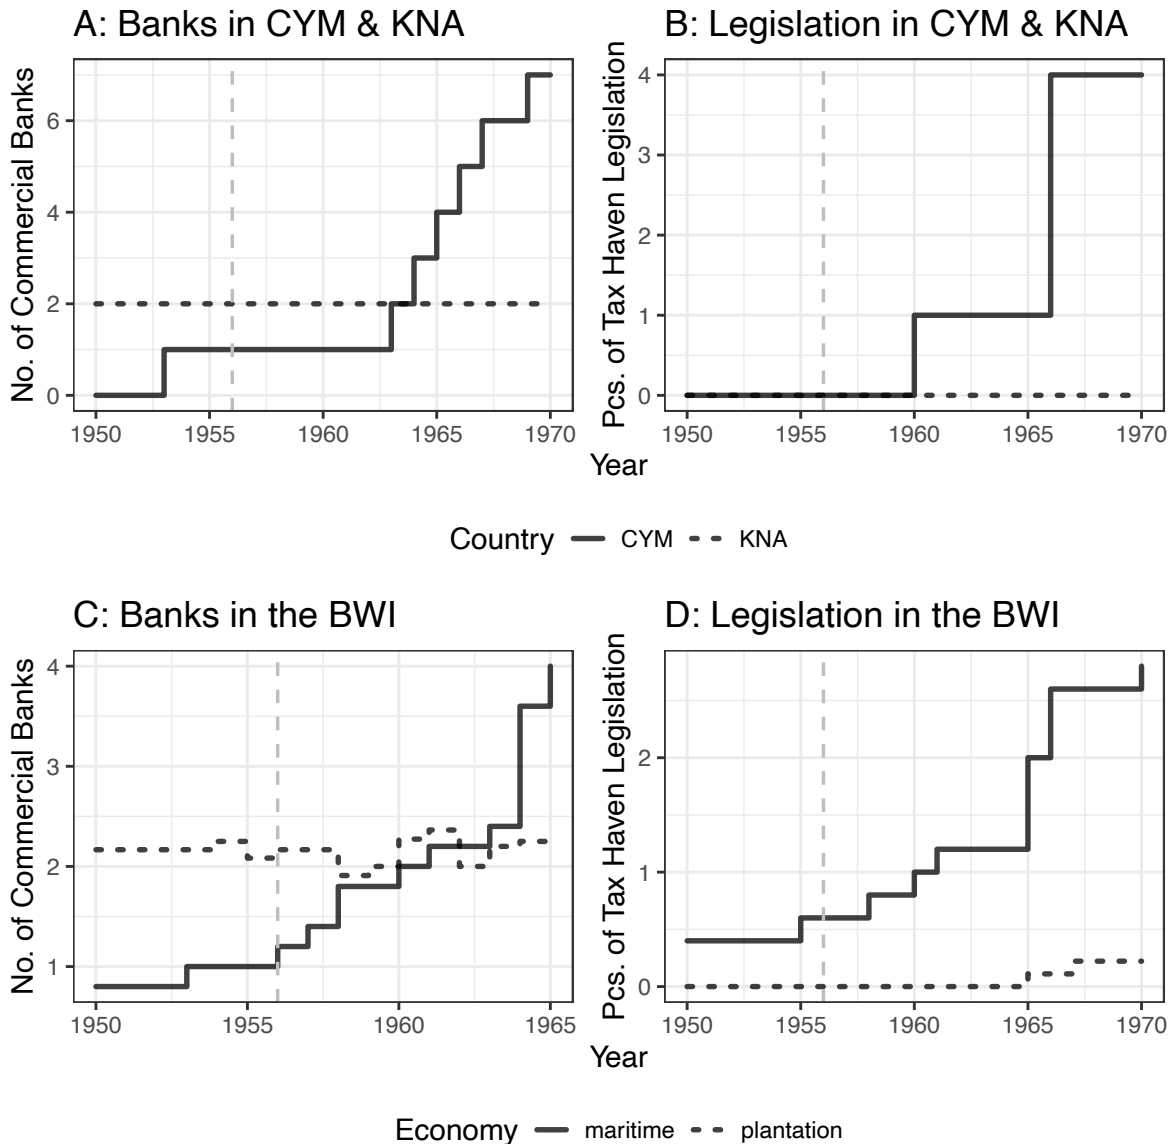 A: Banks in CYM & KNA
No. of Commercial Banks
6
4
2
0
1950 1955 1960 1965 1970
B: Legislation in CYM & KNA
Pcs. of Tax Haven Legislation
4
3
2
1
0
1950 1955 1960 1965 1970
Year
Country CYM KNA
C: Banks in the BWI
No. of Commercial Banks
4
3
2
1
1950 1955 1960 1965
D: Legislation in the BWI
Pcs. of Tax Haven Legislation
2
1
0
1950 1955 1960 1965 1970
Year
Economy maritime plantation